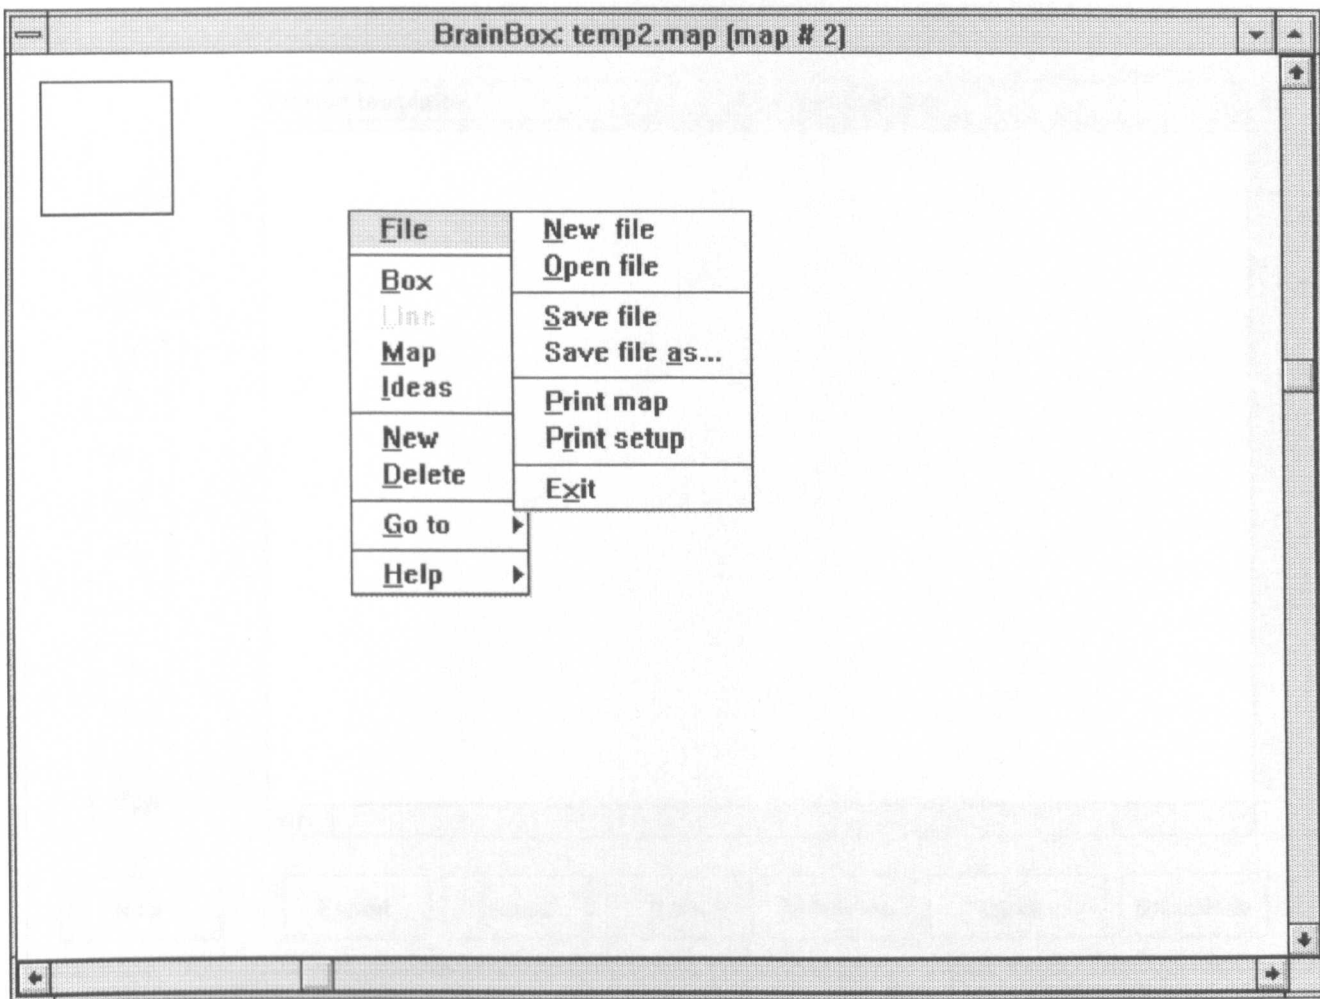 BrainBox: temp2.map (map # 2)
File
Box
Line
Map
Ideas
New
Delete
Go to
Help
New file
Open file
Save file
Save file as...
Print map
Print setup
Exit